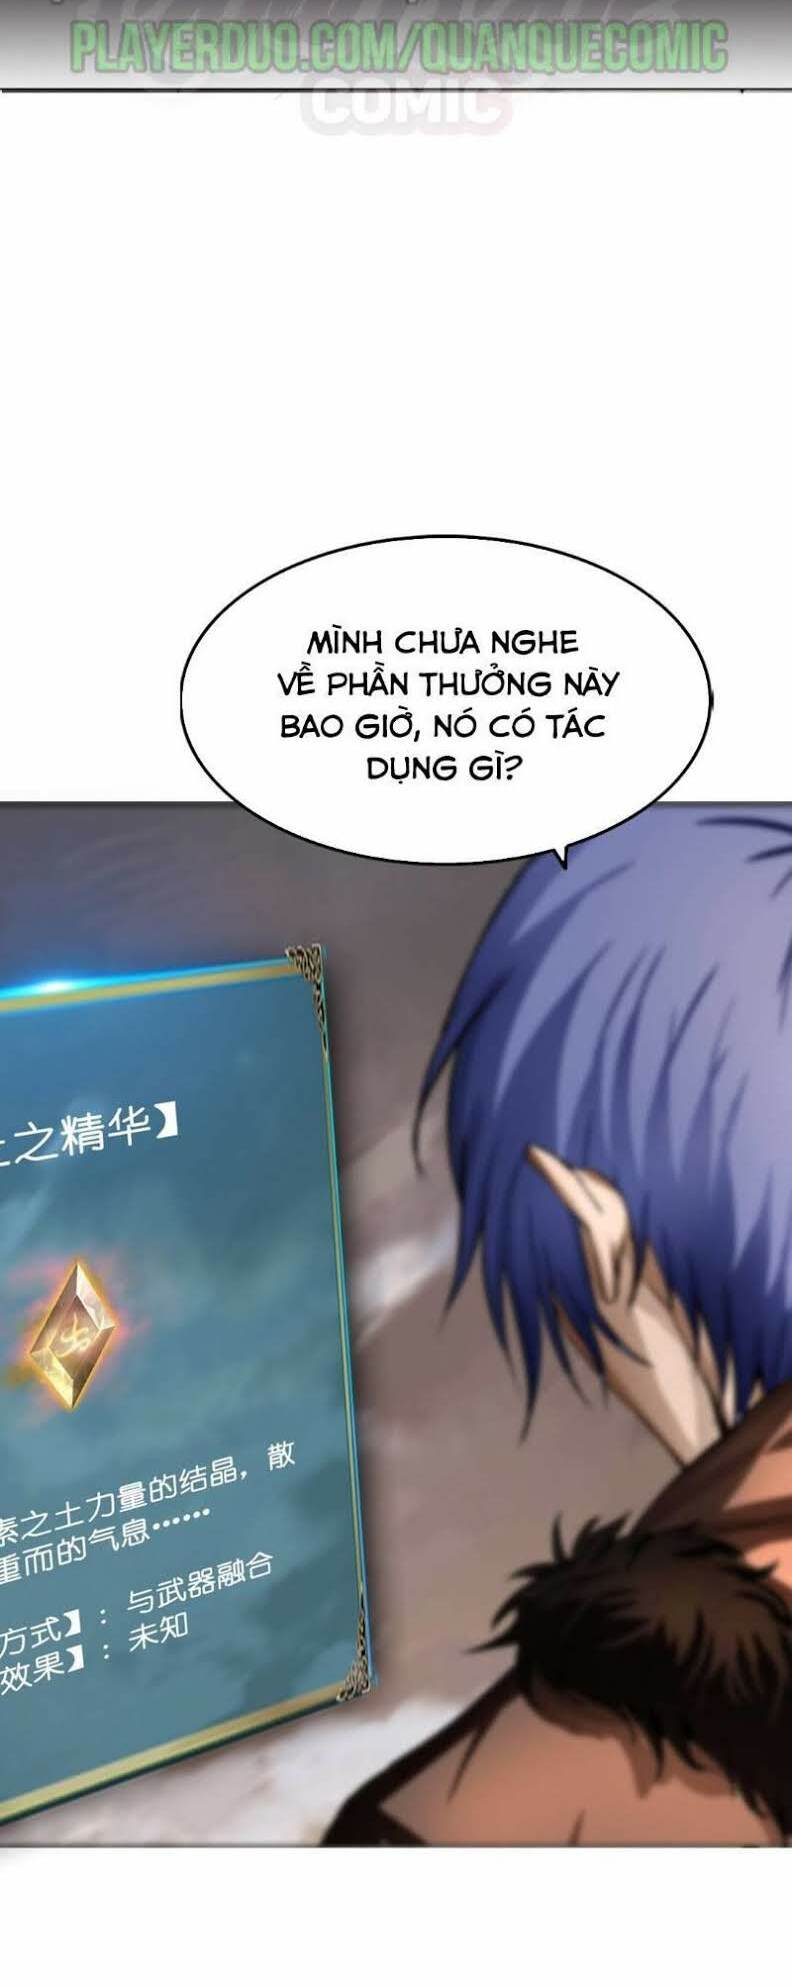 PLAYERDUO.COM/QUANQUECOMIC
COMIC
MÌNH CHƯA NGHE
VỀ PHẦN THƯỞNG NÀY
BAO GIỜ, NÓ CÓ TÁC
DỤNG GÌ?
之精华】
素之土力量的结晶，散
重而的气息……
方式】：与武器融合
效果】：未知